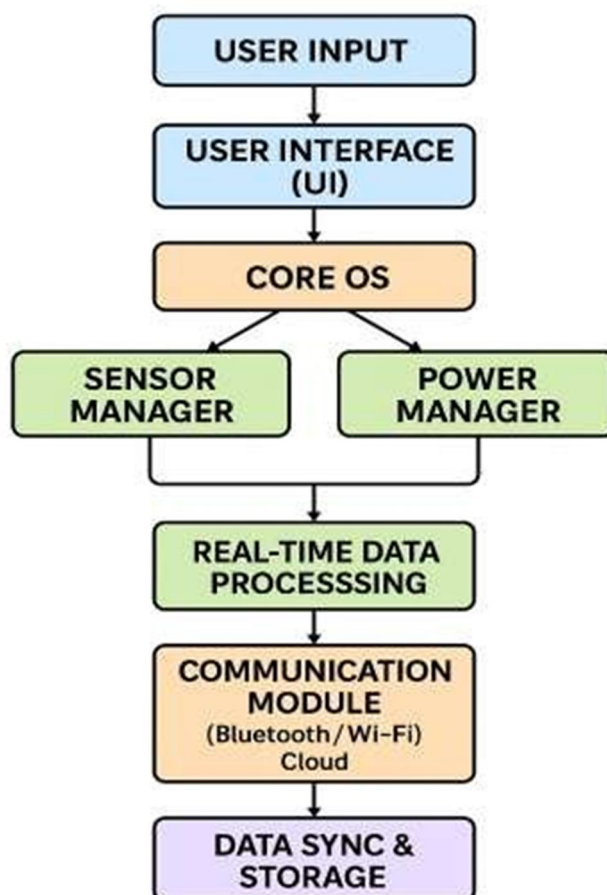 USER INPUT
USER INTERFACE
(UI)
CORE OS
SENSOR
MANAGER
POWER
MANAGER
REAL-TIME DATA
PROCESSSING
COMMUNICATION
MODULE
(Bluetooth/Wi-Fi)
Cloud
DATA SYNC &
STORAGE